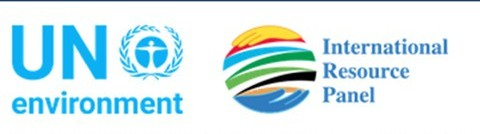 UN
environment
International
Resource
Panel